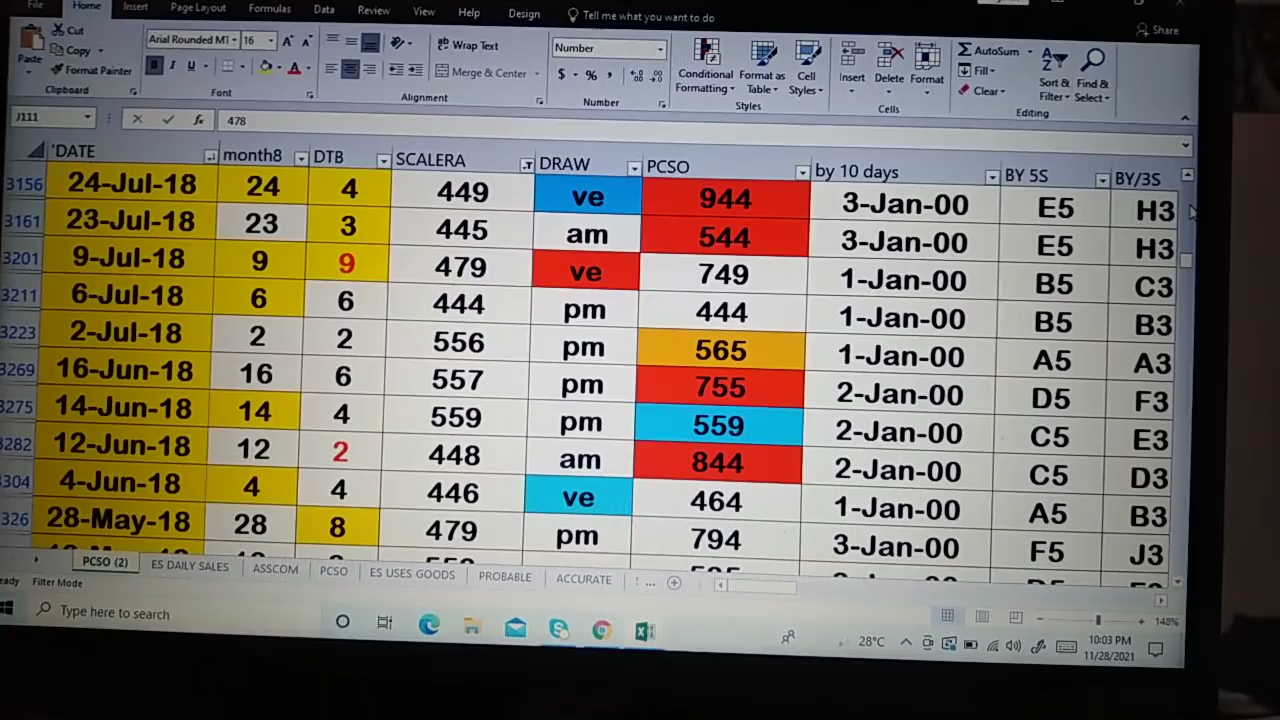 File Home Insert Page Layout Formulas Data Review View Help Design Tell me what you want to do
Share
Cut
Copy
Format Painter
Paste
Clipboard
Arial Rounded MT 16
B I U
Font
Wrap Text
Merge & Center
Alignment
Number
$ % ,
Number
Conditional Formatting
Format as Table
Cell Styles
Styles
Insert Delete Format
Cells
AutoSum
Fill
Clear
Sort & Filter
Find & Select
Editing
J111 fx 478
'DATE month8 DTB SCALERA DRAW PCSO by 10 days BY 5S BY/3S
3156 24-Jul-18 24 4 449 ve 944 3-Jan-00 E5 H3
3161 23-Jul-18 23 3 445 am 544 3-Jan-00 E5 H3
3201 9-Jul-18 9 9 479 ve 749 1-Jan-00 B5 C3
3211 6-Jul-18 6 6 444 pm 444 1-Jan-00 B5 B3
3223 2-Jul-18 2 2 556 pm 565 1-Jan-00 A5 A3
3269 16-Jun-18 16 6 557 pm 755 2-Jan-00 D5 F3
3275 14-Jun-18 14 4 559 pm 559 2-Jan-00 C5 E3
3282 12-Jun-18 12 2 448 am 844 2-Jan-00 C5 D3
3304 4-Jun-18 4 4 446 ve 464 1-Jan-00 A5 B3
326 28-May-18 28 8 479 pm 794 3-Jan-00 F5 J3
PCSO (2) ES DAILY SALES ASSCOM PCSO ES USES GOODS PROBABLE ACCURATE
eady Filter Mode
148%
Type here to search
28°C
10:03 PM
11/28/2021